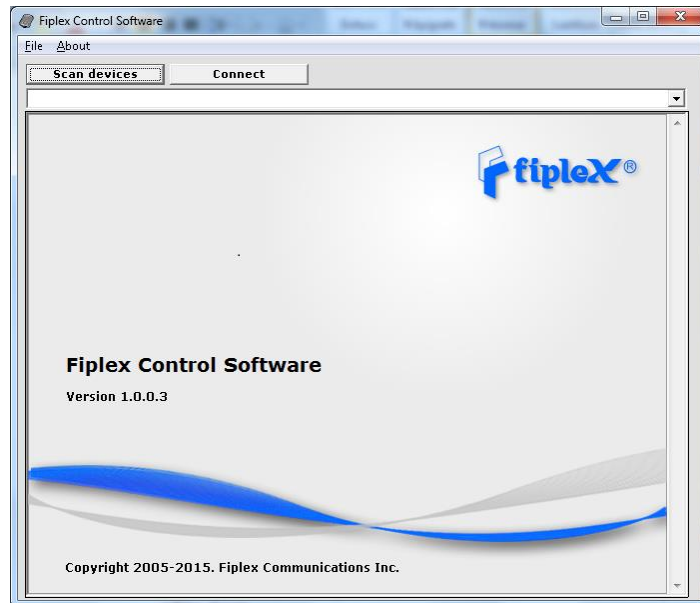 Fiplex Control Software
File About
Scan devices Connect
fipleX®
Fiplex Control Software
Version 1.0.0.3
Copyright 2005-2015. Fiplex Communications Inc.